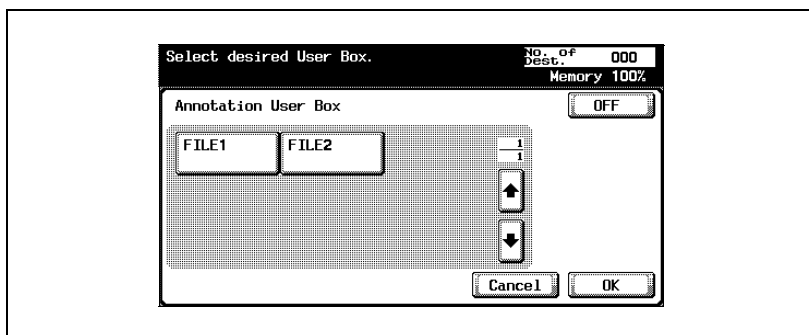 Select desired User Box.
No. of Dest. 000
Memory 100%
Annotation User Box
OFF
FILE1 FILE2
1
1
Cancel OK